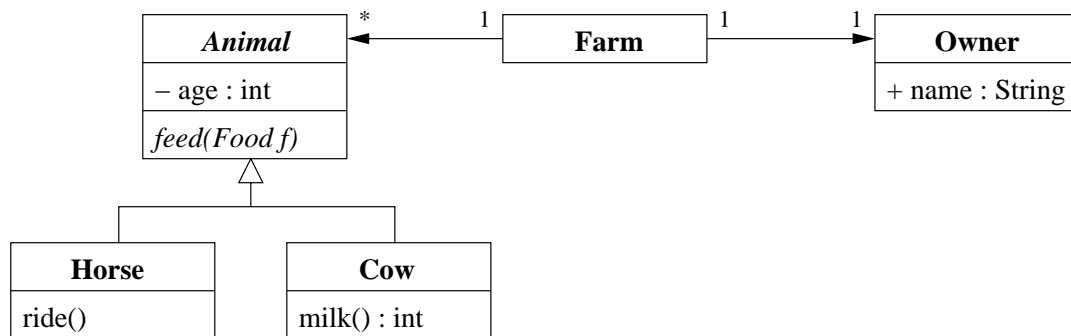 Animal
– age : int
feed(Food f)
* 1
Farm
1 1
Owner
+ name : String
Horse
ride()
Cow
milk() : int